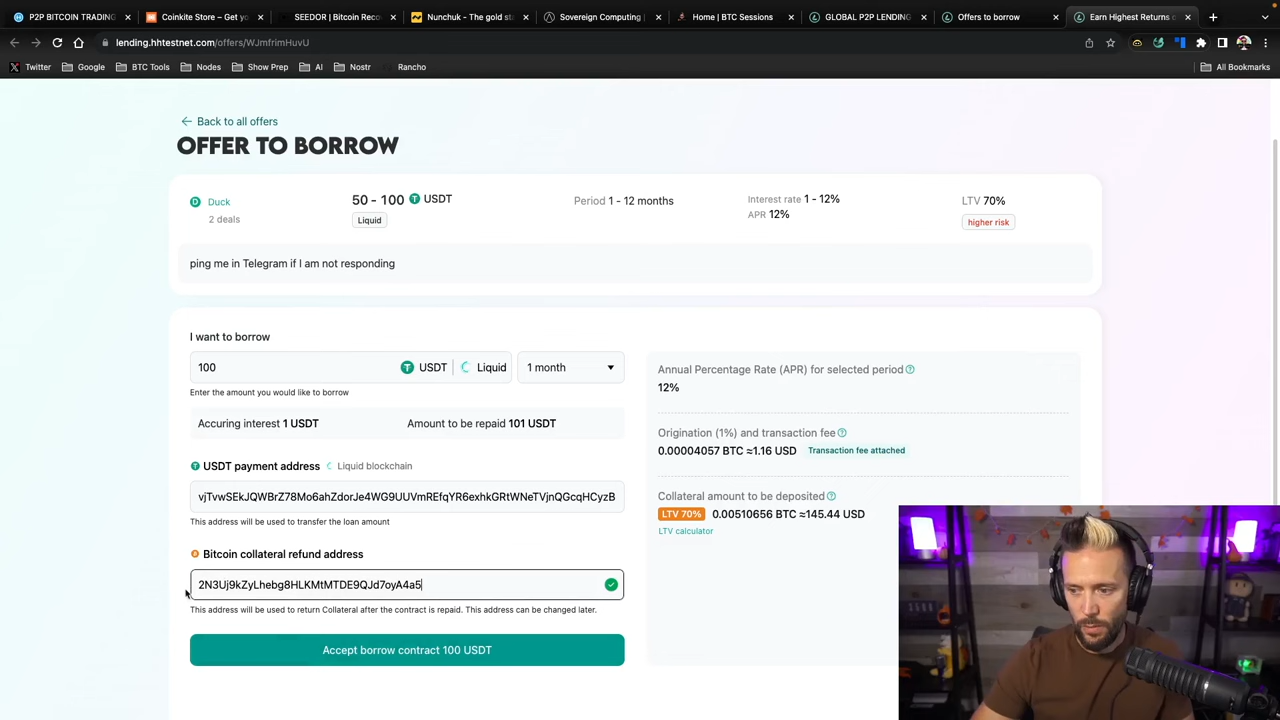 P2P BITCOIN TRADING
Coinkite Store – Get yo
SEEDOR | Bitcoin Reco
Nunchuk - The gold sta
Sovereign Computing |
Home | BTC Sessions
GLOBAL P2P LENDING
Offers to borrow
Earn Highest Returns o
lending.hhtestnet.com/offers/WJmfrimHuvU
Twitter
Google
BTC Tools
Nodes
Show Prep
AI
Nostr
Rancho
All Bookmarks
← Back to all offers
OFFER TO BORROW
D Duck
2 deals
50 - 100 USDT
Liquid
Period 1 - 12 months
Interest rate 1 - 12%
APR 12%
LTV 70%
higher risk
ping me in Telegram if I am not responding
I want to borrow
100 USDT Liquid
1 month
Enter the amount you would like to borrow
Accuring interest 1 USDT
Amount to be repaid 101 USDT
USDT payment address Liquid blockchain
vjTvwSEkJQWBrZ78Mo6ahZdorJe4WG9UUVmREfqYR6exhkGRtWNeTVjnQGcqHCyzB
This address will be used to transfer the loan amount
Bitcoin collateral refund address
2N3Uj9kZyLhebg8HLKMtMTDE9QJd7oyA4a5
This address will be used to return Collateral after the contract is repaid. This address can be changed later.
Accept borrow contract 100 USDT
Annual Percentage Rate (APR) for selected period ?
12%
Origination (1%) and transaction fee ?
0.00004057 BTC ≈1.16 USD Transaction fee attached
Collateral amount to be deposited ?
LTV 70% 0.00510656 BTC ≈145.44 USD
LTV calculator